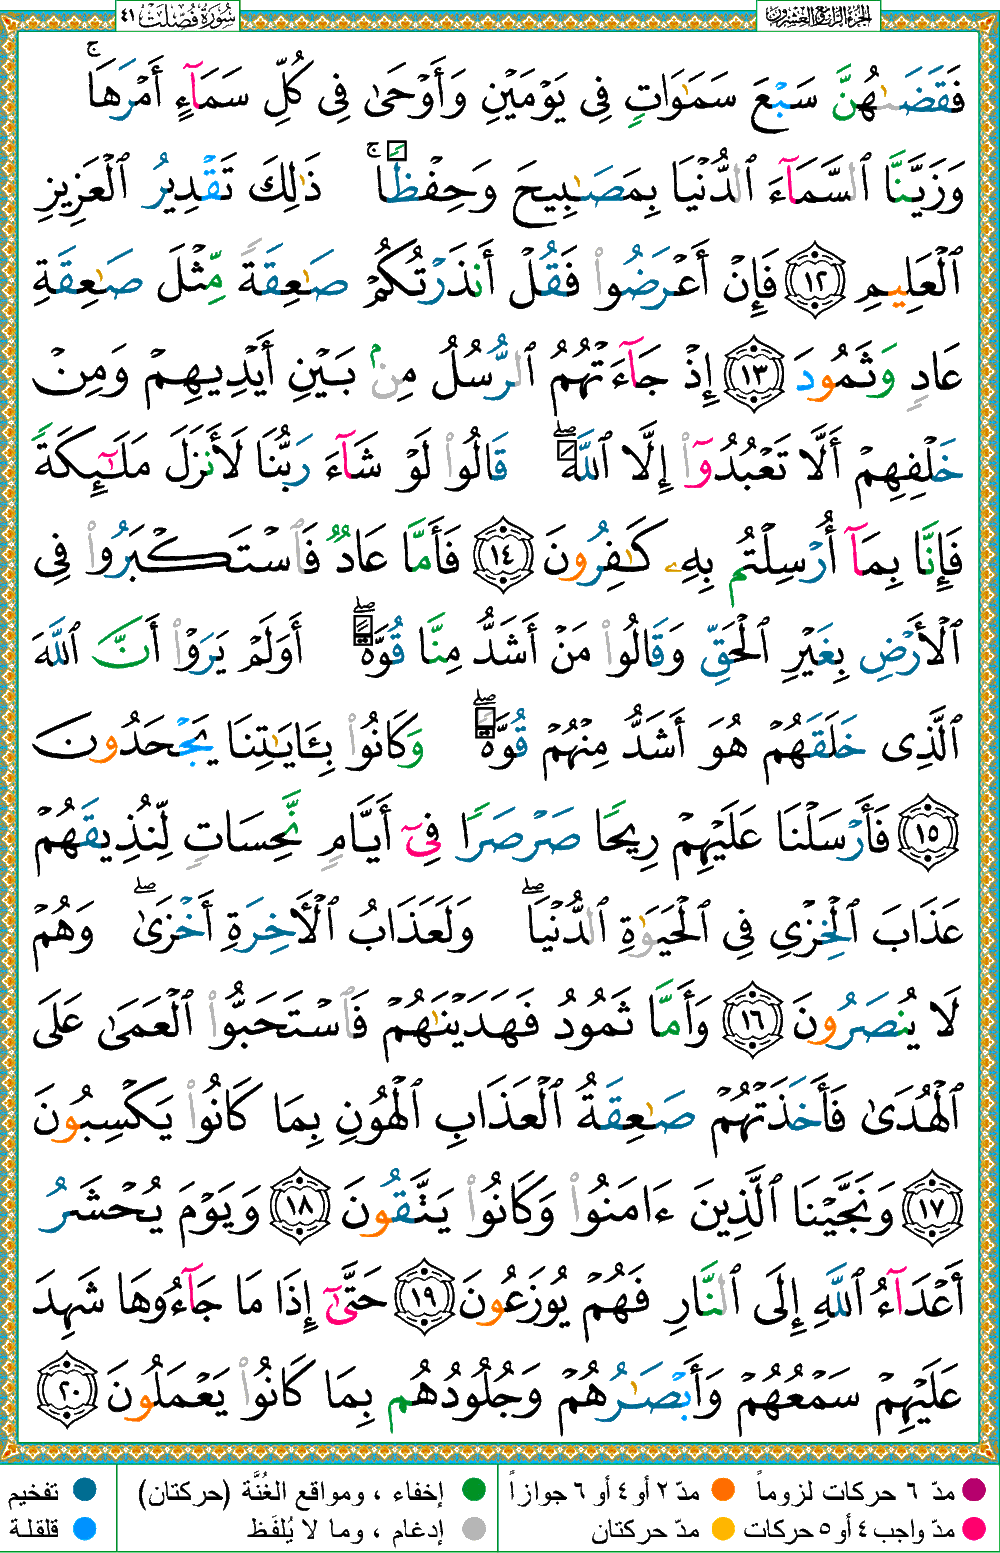 الجزء الرابع العشرون
سُورَةُ فُصِّلَتْ ٤١
فَقَضَىٰهُنَّ سَبْعَ سَمَـٰوَاتٍ فِى يَوْمَيْنِ وَأَوْحَىٰ فِى كُلِّ سَمَآءٍ أَمْرَهَا ۚ
وَزَيَّنَّا ٱلسَّمَآءَ ٱلدُّنْيَا بِمَصَـٰبِيحَ وَحِفْظًا ۚ ذَٰلِكَ تَقْدِيرُ ٱلْعَزِيزِ
ٱلْعَلِيمِ ١٢ فَإِنْ أَعْرَضُوا۟ فَقُلْ أَنذَرْتُكُمْ صَـٰعِقَةً مِّثْلَ صَـٰعِقَةِ
عَادٍ وَثَمُودَ ١٣ إِذْ جَآءَتْهُمُ ٱلرُّسُلُ مِنۢ بَيْنِ أَيْدِيهِمْ وَمِنْ
خَلْفِهِمْ أَلَّا تَعْبُدُوٓا۟ إِلَّا ٱللَّهَ ۖ قَالُوا۟ لَوْ شَآءَ رَبُّنَا لَأَنزَلَ مَلَـٰٓئِكَةً
فَإِنَّا بِمَآ أُرْسِلْتُم بِهِۦ كَـٰفِرُونَ ١٤ فَأَمَّا عَادٌ فَٱسْتَكْبَرُوا۟ فِى
ٱلْأَرْضِ بِغَيْرِ ٱلْحَقِّ وَقَالُوا۟ مَنْ أَشَدُّ مِنَّا قُوَّةً ۖ أَوَلَمْ يَرَوْا۟ أَنَّ ٱللَّهَ
ٱلَّذِى خَلَقَهُمْ هُوَ أَشَدُّ مِنْهُمْ قُوَّةً ۖ وَكَانُوا۟ بِـَٔايَـٰتِنَا يَجْحَدُونَ
١٥ فَأَرْسَلْنَا عَلَيْهِمْ رِيحًا صَرْصَرًا فِىٓ أَيَّامٍ نَّحِسَاتٍ لِّنُذِيقَهُمْ
عَذَابَ ٱلْخِزْىِ فِى ٱلْحَيَوٰةِ ٱلدُّنْيَا ۖ وَلَعَذَابُ ٱلْأَخِرَةِ أَخْزَىٰ ۖ وَهُمْ
لَا يُنصَرُونَ ١٦ وَأَمَّا ثَمُودُ فَهَدَيْنَـٰهُمْ فَٱسْتَحَبُّوا۟ ٱلْعَمَىٰ عَلَى
ٱلْهُدَىٰ فَأَخَذَتْهُمْ صَـٰعِقَةُ ٱلْعَذَابِ ٱلْهُونِ بِمَا كَانُوا۟ يَكْسِبُونَ
١٧ وَنَجَّيْنَا ٱلَّذِينَ ءَامَنُوا۟ وَكَانُوا۟ يَتَّقُونَ ١٨ وَيَوْمَ يُحْشَرُ
أَعْدَآءُ ٱللَّهِ إِلَى ٱلنَّارِ فَهُمْ يُوزَعُونَ ١٩ حَتَّىٰٓ إِذَا مَا جَآءُوهَا شَهِدَ
عَلَيْهِمْ سَمْعُهُمْ وَأَبْصَـٰرُهُمْ وَجُلُودُهُم بِمَا كَانُوا۟ يَعْمَلُونَ ٢٠
مدّ ٦ حركات لزوماً
مدّ ٢ أو ٤ أو ٦ جوازاً
إخفاء ، ومواقع الغُنَّة (حركتان)
تفخيم
مدّ واجب ٤ أو ٥ حركات
مدّ حركتان
إدغام ، وما لا يُلفَظ
قلقلة